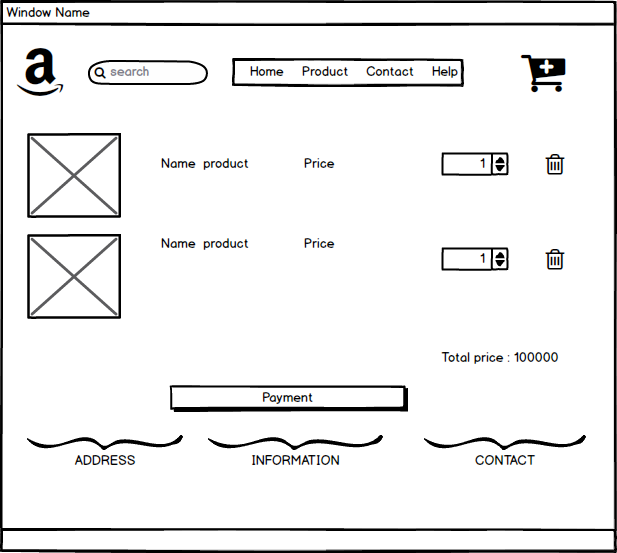 Window Name
a
search
Home Product Contact Help
Name product Price 1
Name product Price 1
Total price : 100000
Payment
ADDRESS INFORMATION CONTACT